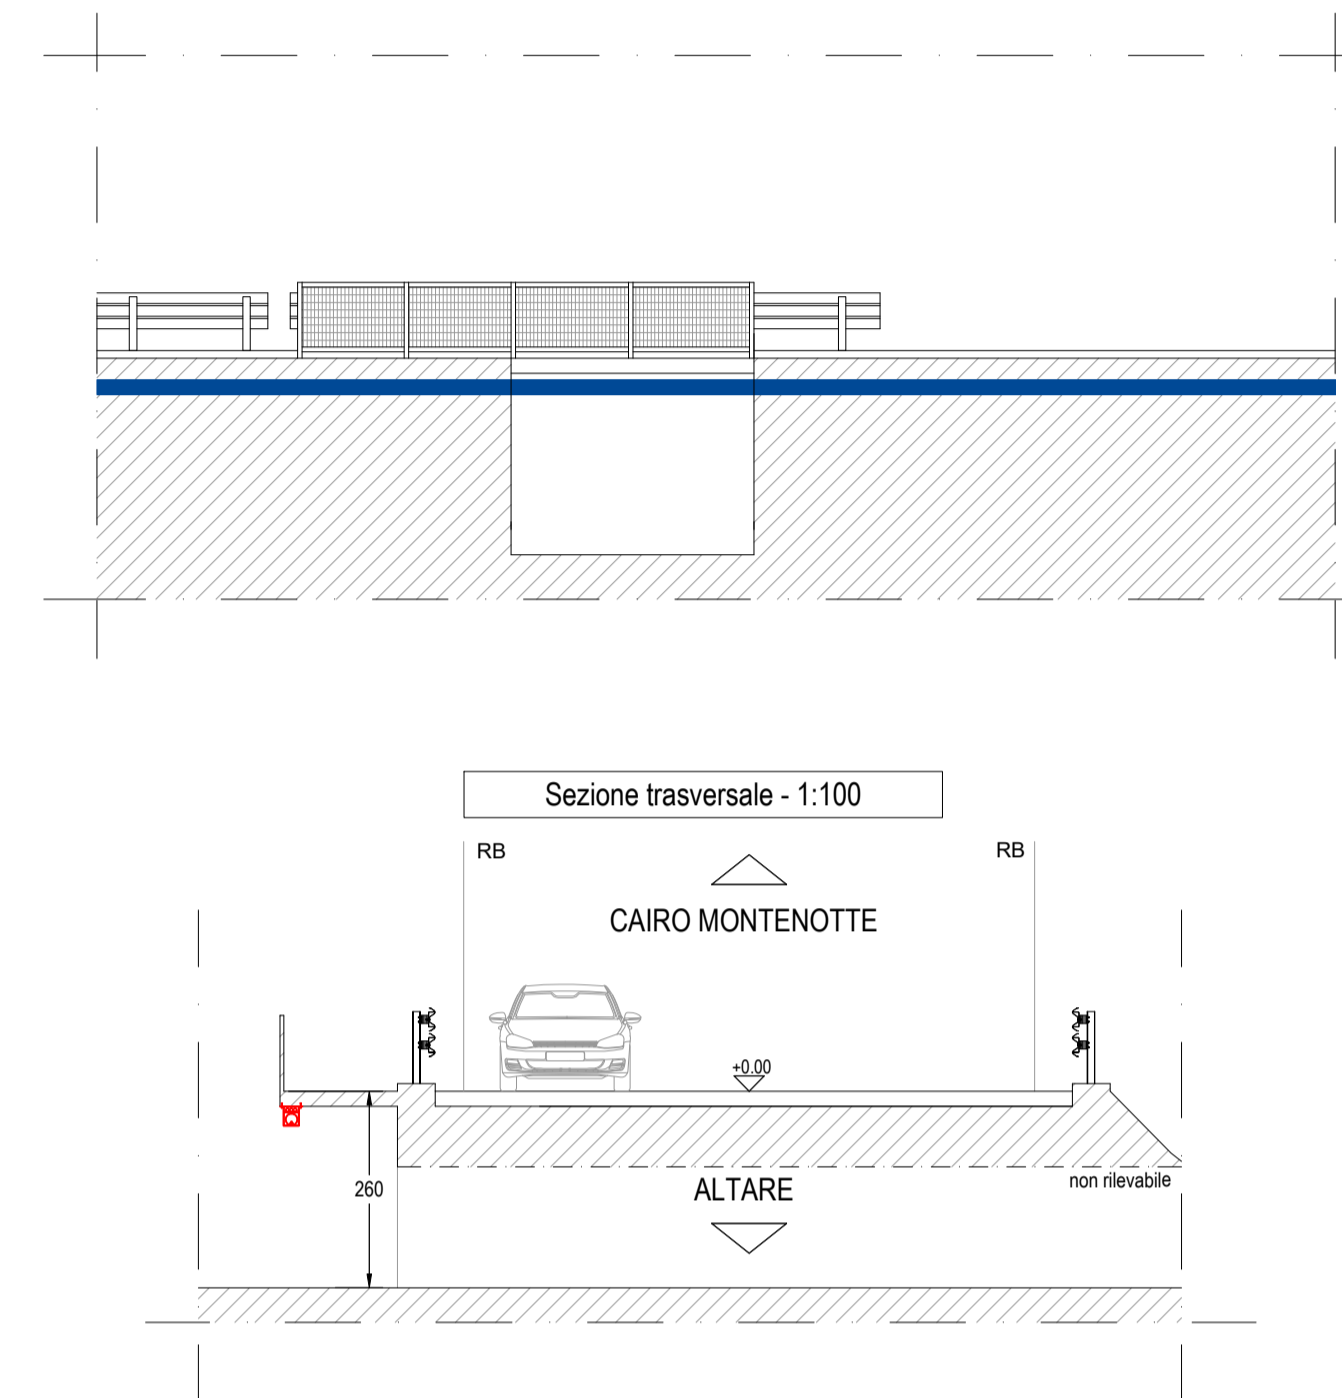 Sezione trasversale - 1:100
RB
RB
CAIRO MONTENOTTE
+0.00
non rilevabile
260
ALTARE